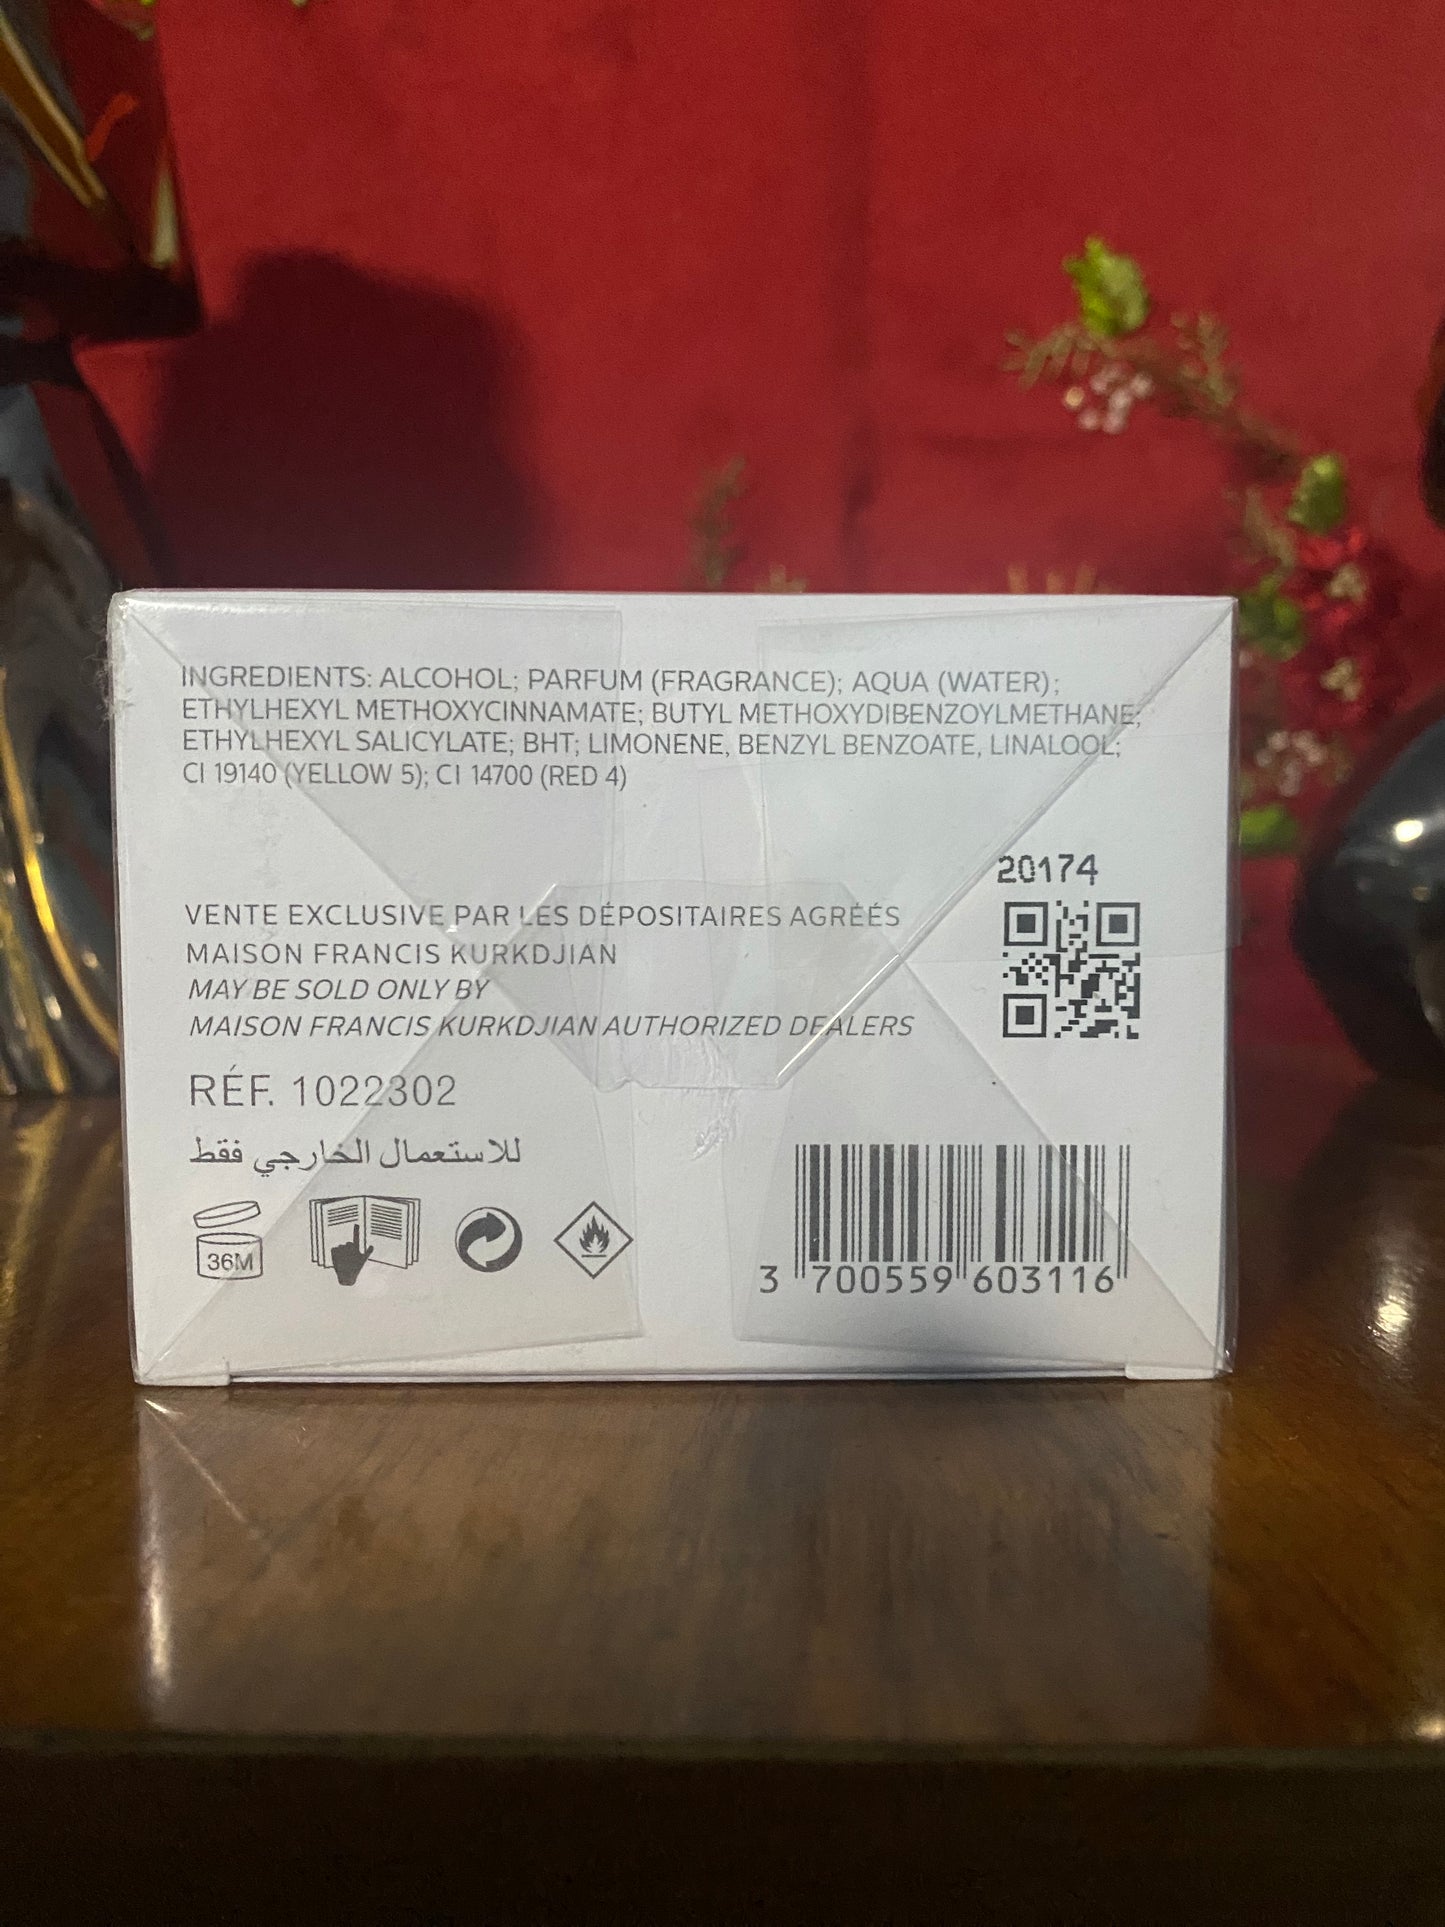 INGREDIENTS: ALCOHOL; PARFUM (FRAGRANCE); AQUA (WATER);
ETHYLHEXYL METHOXYCINNAMATE; BUTYL METHOXYDIBENZOYLMETHANE;
ETHYLHEXYL SALICYLATE; BHT; LIMONENE, BENZYL BENZOATE, LINALOOL;
CI 19140 (YELLOW 5); CI 14700 (RED 4)
20174
VENTE EXCLUSIVE PAR LES DÉPOSITAIRES AGRÉÉS
MAISON FRANCIS KURKDJIAN
MAY BE SOLD ONLY BY
MAISON FRANCIS KURKDJIAN AUTHORIZED DEALERS
RÉF. 1022302
للاستعمال الخارجي فقط
36M
3 700559 603116